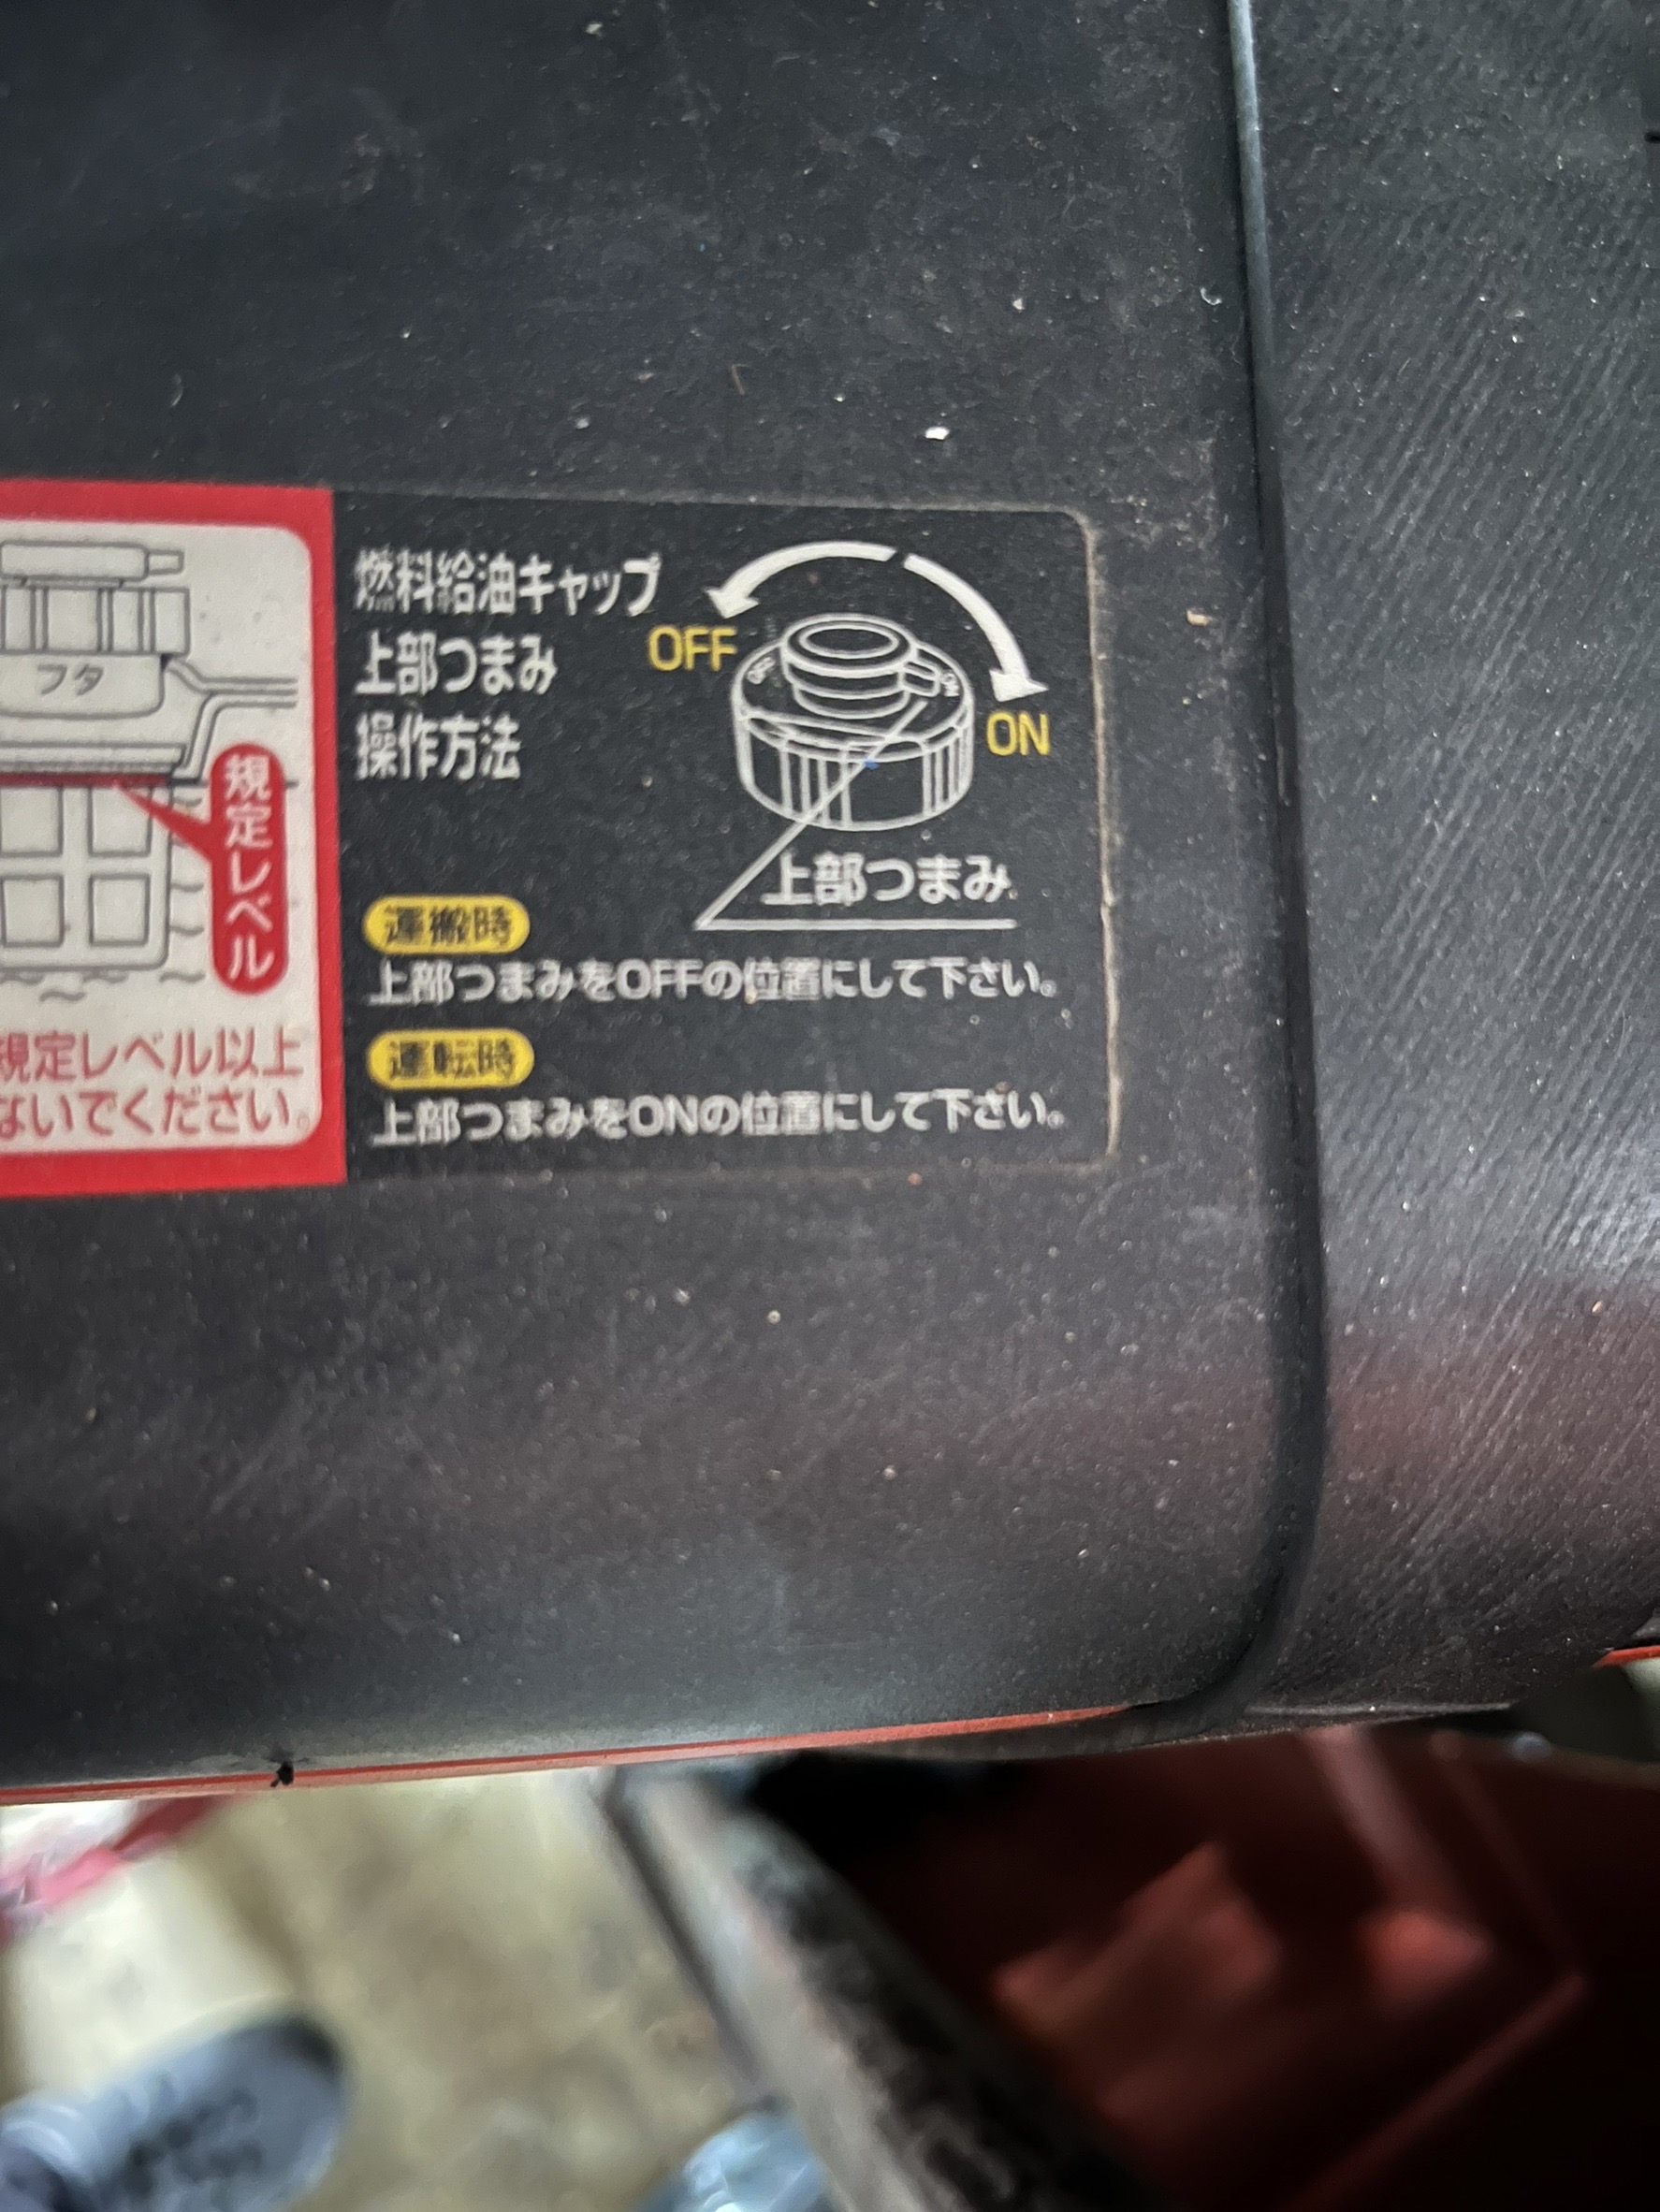 フタ
規定レベル
規定レベル以上
ないでください。
燃料給油キャップ
上部つまみ
操作方法
OFF
ON
OFF
ON
上部つまみ
運搬時
上部つまみをOFFの位置にして下さい。
運転時
上部つまみをONの位置にして下さい。